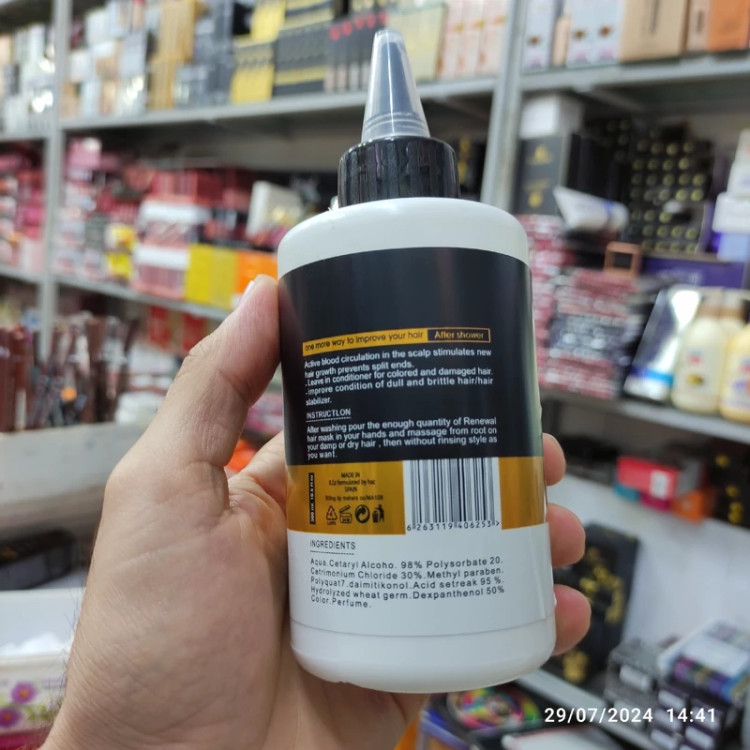 one more way to improve your hair After shower
Active blood circulation in the scalp stimulates new
hair growth prevents split ends.
. Leave in conditioner for colored and damaged hair.
. Improve condition of dull and brittle hair/hair
stabilizer.
INSTRUCTION
After washing pour the enough quantity of Renewal
hair mask in your hands and massage from root on
your damp or dry hair , then without rinsing style as
you want.
MADE IN
SPAIN
6 263119 406253
INGREDIENTS
Aqua.Cetaryl Alcoho. 98% Polysorbate 20.
Cetrimonium Chloride 30%.Methyl paraben.
Polyquat7.daimitikonol.Acid setreak 95 %.
Hydrolyzed wheat germ.Dexpanthenol 50%
Color.Perfume.
29/07/2024 14:41